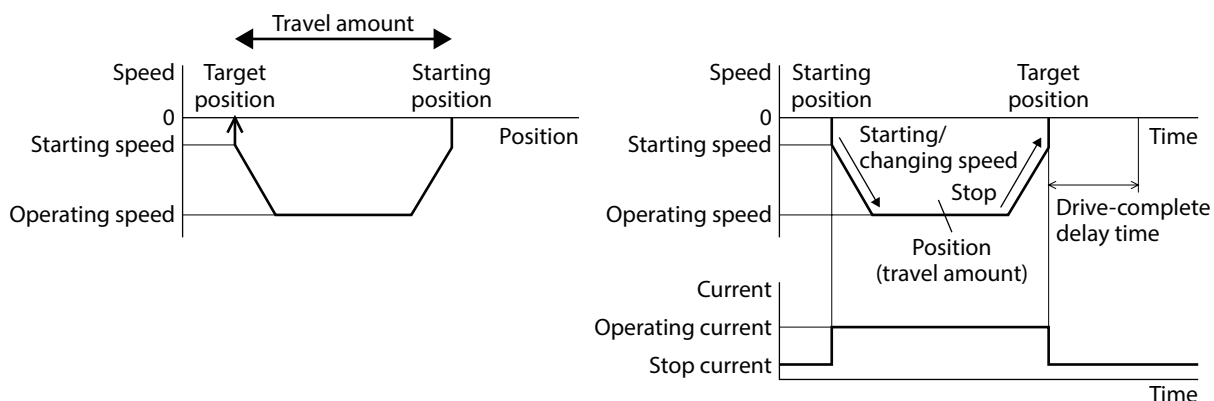 Travel amount
Speed
Target
position
Starting
position
0
Position
Starting speed
Operating speed
Speed
Starting
position
Target
position
0
Time
Starting speed
Starting/
changing speed
Stop
Operating speed
Drive-complete
delay time
Position
(travel amount)
Current
Operating current
Stop current
Time